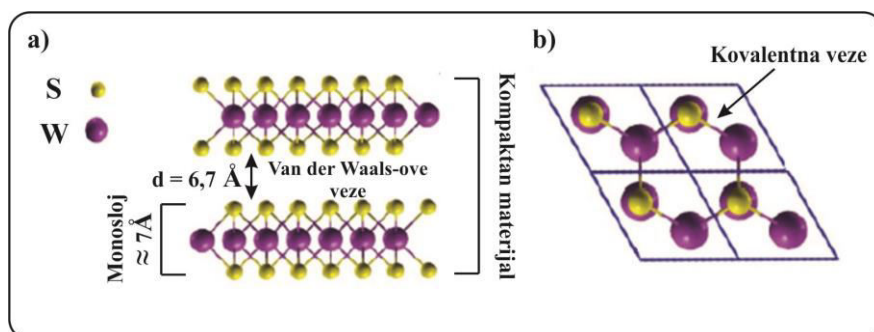 a)
S
W
d = 6,7 Å
Van der Waals-ove
veze
Monosloj
≈ 7Å
Kompaktan materijal
b)
Kovalentna veze